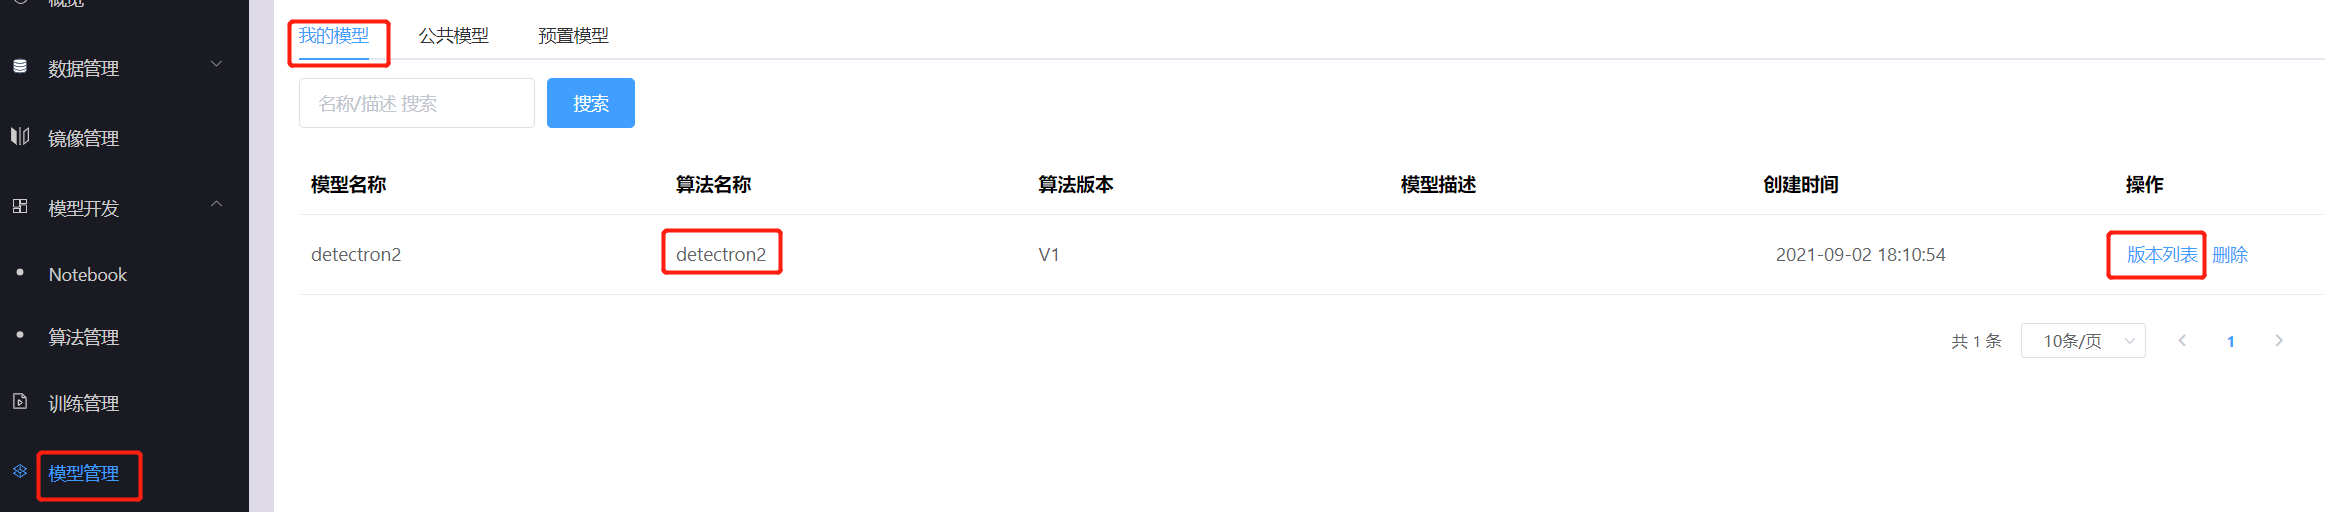 概览
数据管理
镜像管理
模型开发
Notebook
算法管理
训练管理
模型管理
我的模型 公共模型 预置模型
名称/描述 搜索 搜索
模型名称 算法名称 算法版本 模型描述 创建时间 操作
detectron2 detectron2 V1 2021-09-02 18:10:54 版本列表 删除
共 1 条 10条/页 1